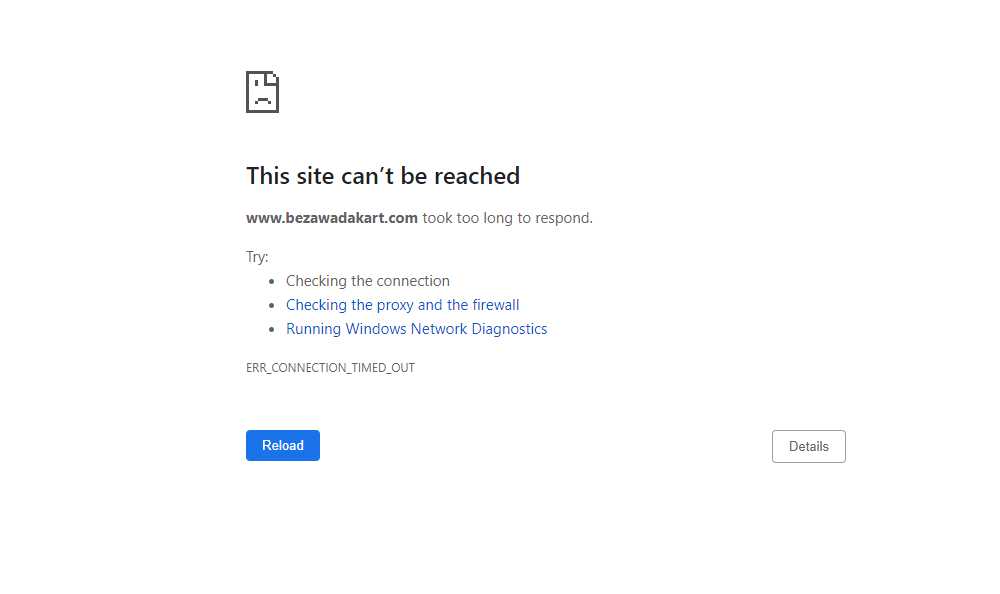 This site can’t be reached
www.bezawadakart.com took too long to respond.
Try:
Checking the connection
Checking the proxy and the firewall
Running Windows Network Diagnostics
ERR_CONNECTION_TIMED_OUT
Reload
Details